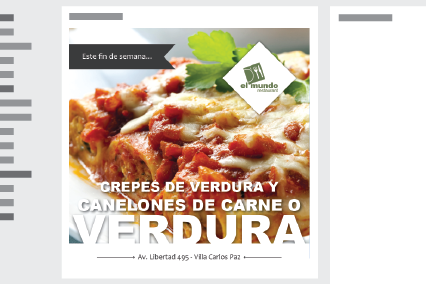 Este fin de semana...
el mundo
restaurant
CREPES DE VERDURA Y
CANELONES DE CARNE O
VERDURA
Av. Libertad 495 - Villa Carlos Paz